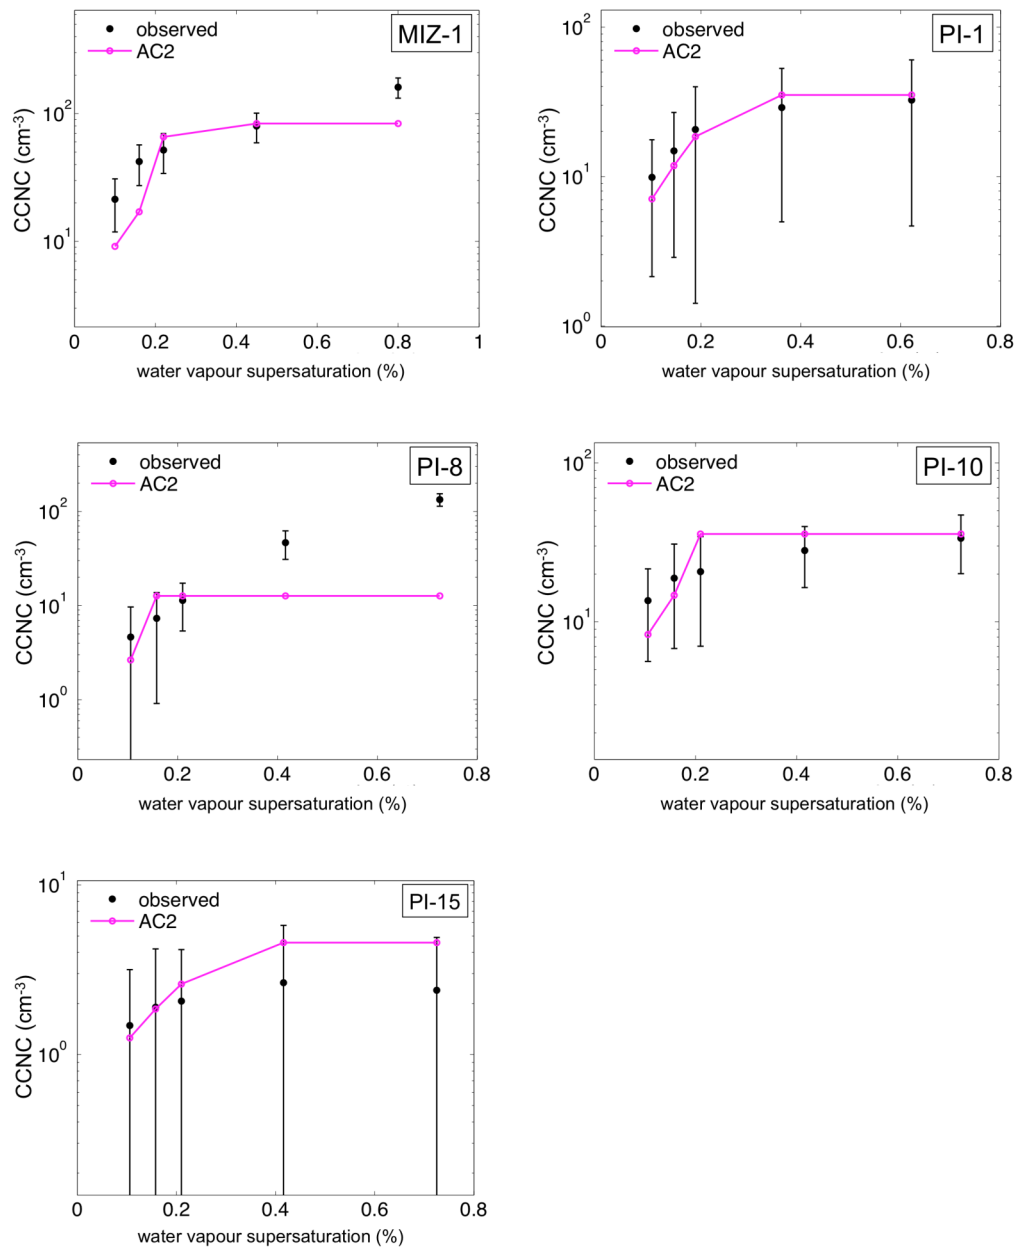 observed
AC2
MIZ-1
10²
10¹
CCNC (cm⁻³)
0 0.2 0.4 0.6 0.8 1
water vapour supersaturation (%)
observed
AC2
PI-1
10²
10¹
10⁰
CCNC (cm⁻³)
0 0.2 0.4 0.6 0.8
water vapour supersaturation (%)
observed
AC2
PI-8
10²
10¹
10⁰
CCNC (cm⁻³)
0 0.2 0.4 0.6 0.8
water vapour supersaturation (%)
observed
AC2
PI-10
10²
10¹
CCNC (cm⁻³)
0 0.2 0.4 0.6 0.8
water vapour supersaturation (%)
observed
AC2
PI-15
10¹
10⁰
CCNC (cm⁻³)
0 0.2 0.4 0.6 0.8
water vapour supersaturation (%)